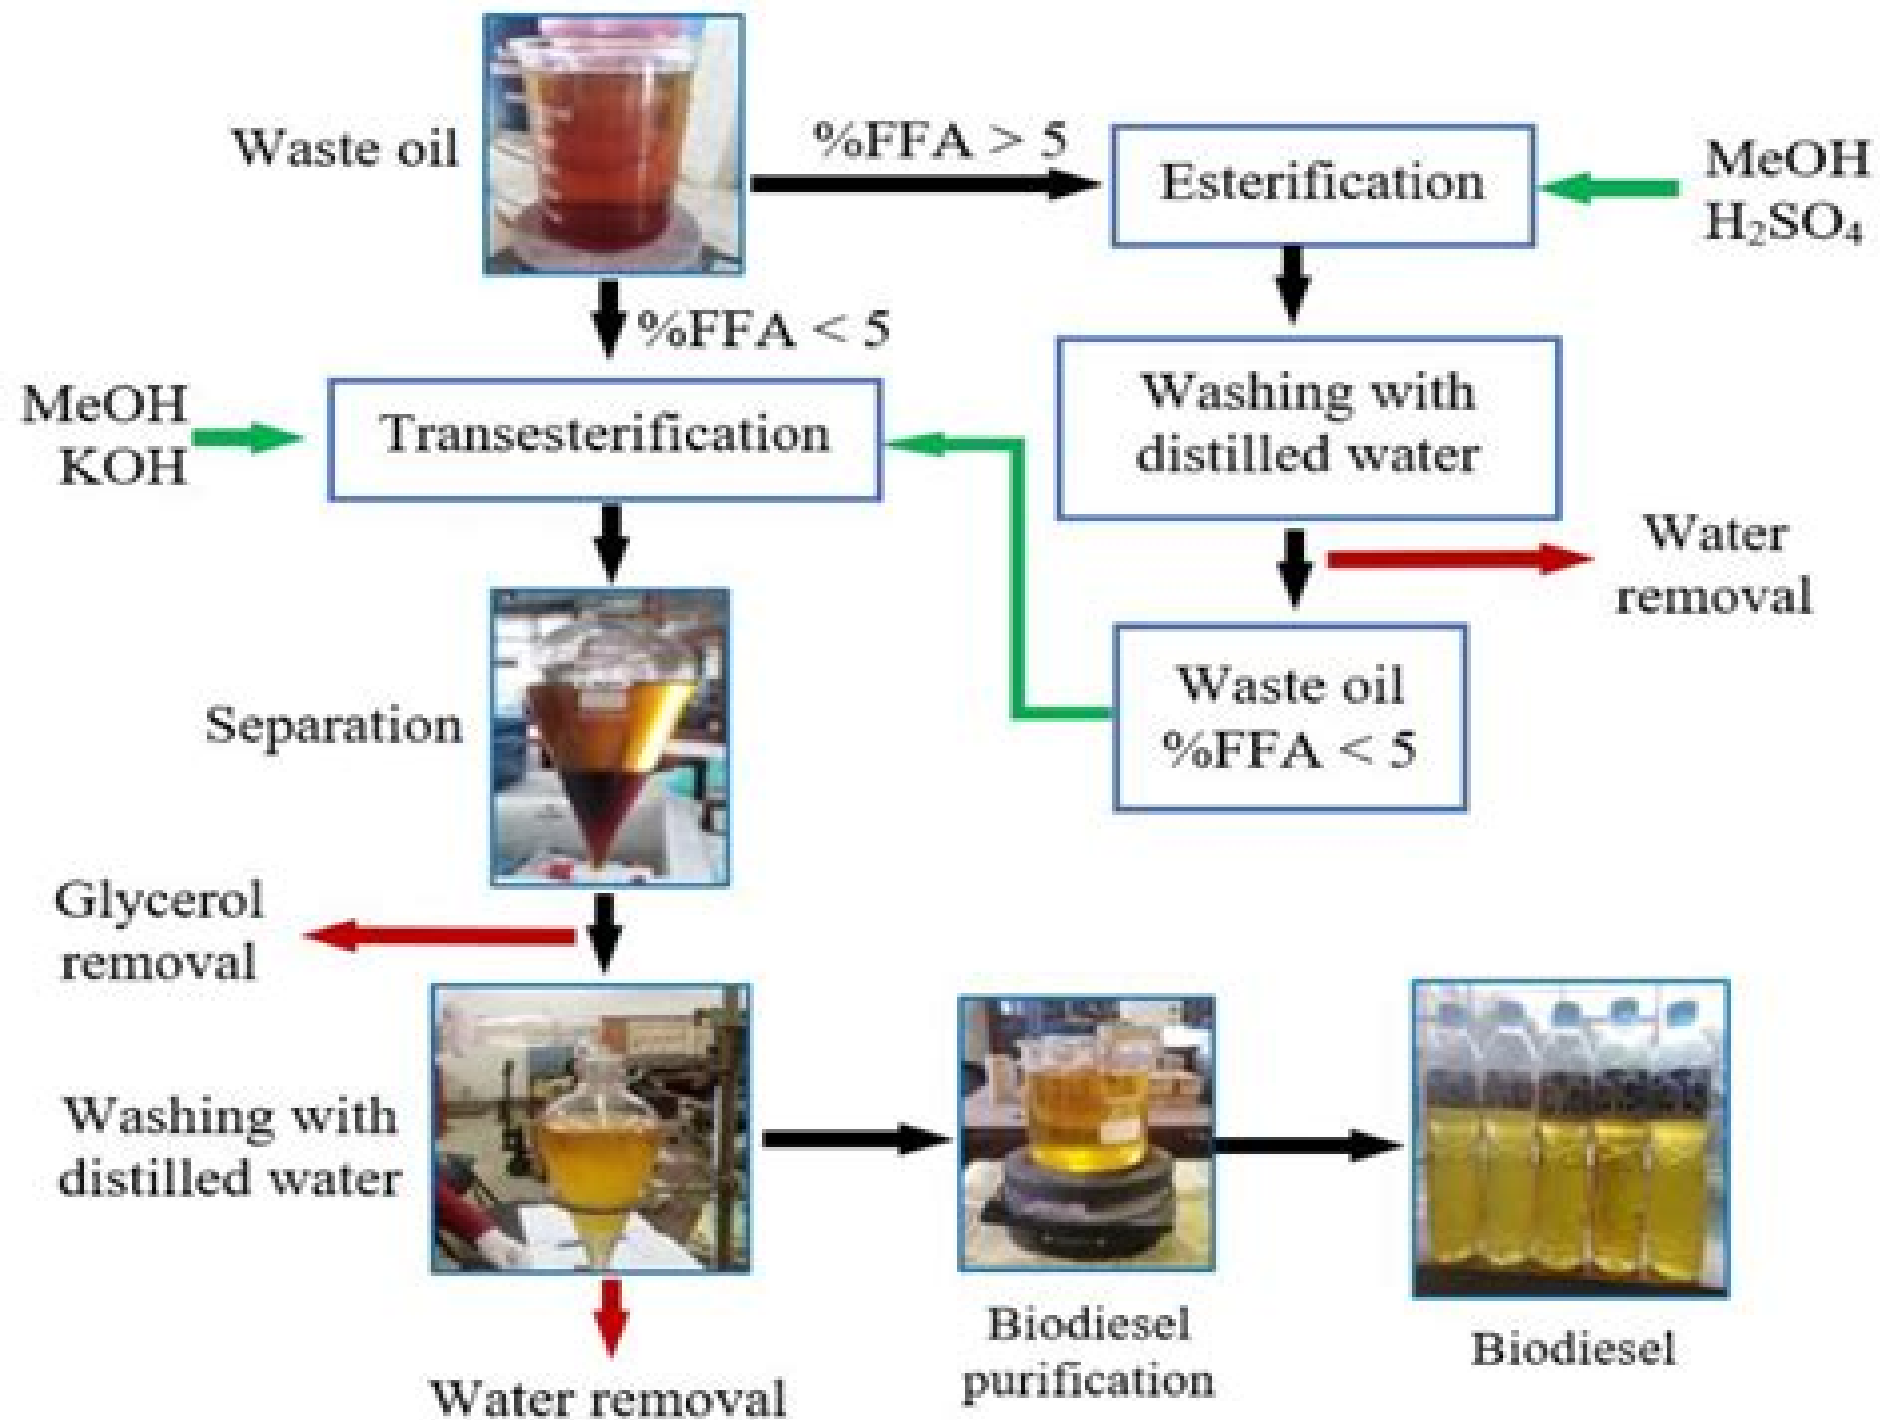 Waste oil
%FFA > 5
Esterification
MeOH
H₂SO₄
%FFA < 5
MeOH
KOH
Transesterification
Washing with
distilled water
Water
removal
Waste oil
%FFA < 5
Separation
Glycerol
removal
Washing with
distilled water
Water removal
Biodiesel
purification
Biodiesel